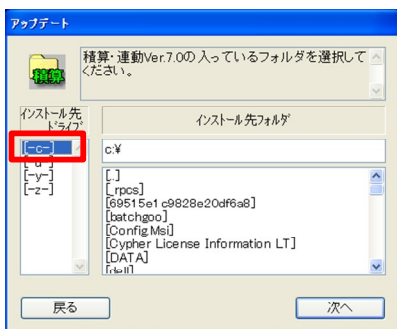 アップデート
積算・連動Ver.7.0の入っているフォルダを選択して
ください。
積算
インストール先
ドライブ
インストール先フォルダ
[-c-]
c:¥
[-y-]
[-z-]
[.]
[_rpcs]
[69515e1c9828e20df6a8]
[batchgoo]
[Config.Msi]
[Cypher License Information LT]
[DATA]
[dell]
戻る
次へ